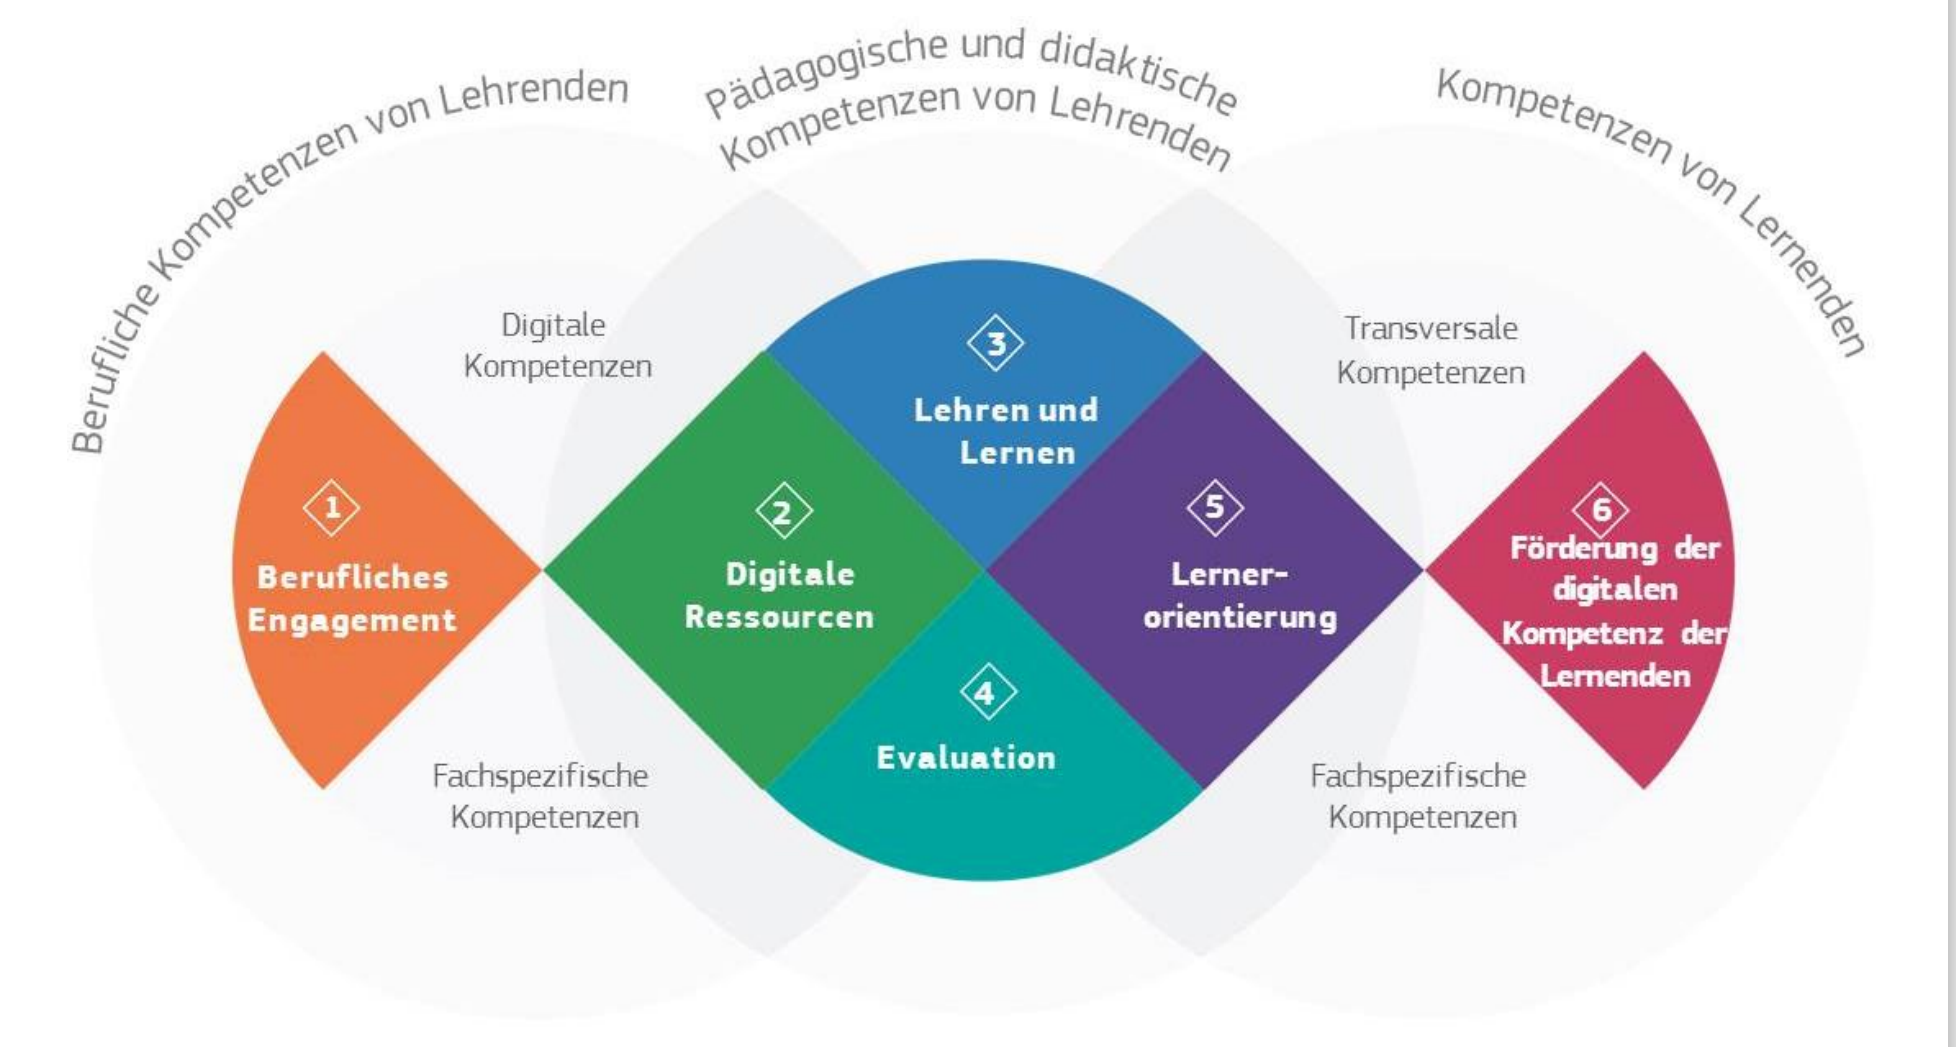 Berufliche Kompetenzen von Lehrenden
Pädagogische und didaktische
Kompetenzen von Lehrenden
Kompetenzen von Lernenden
Digitale
Kompetenzen
Transversale
Kompetenzen
1
Berufliches
Engagement
2
Digitale
Ressourcen
3
Lehren und
Lernen
4
Evaluation
5
Lerner-
orientierung
6
Förderung der
digitalen
Kompetenz der
Lernenden
Fachspezifische
Kompetenzen
Fachspezifische
Kompetenzen